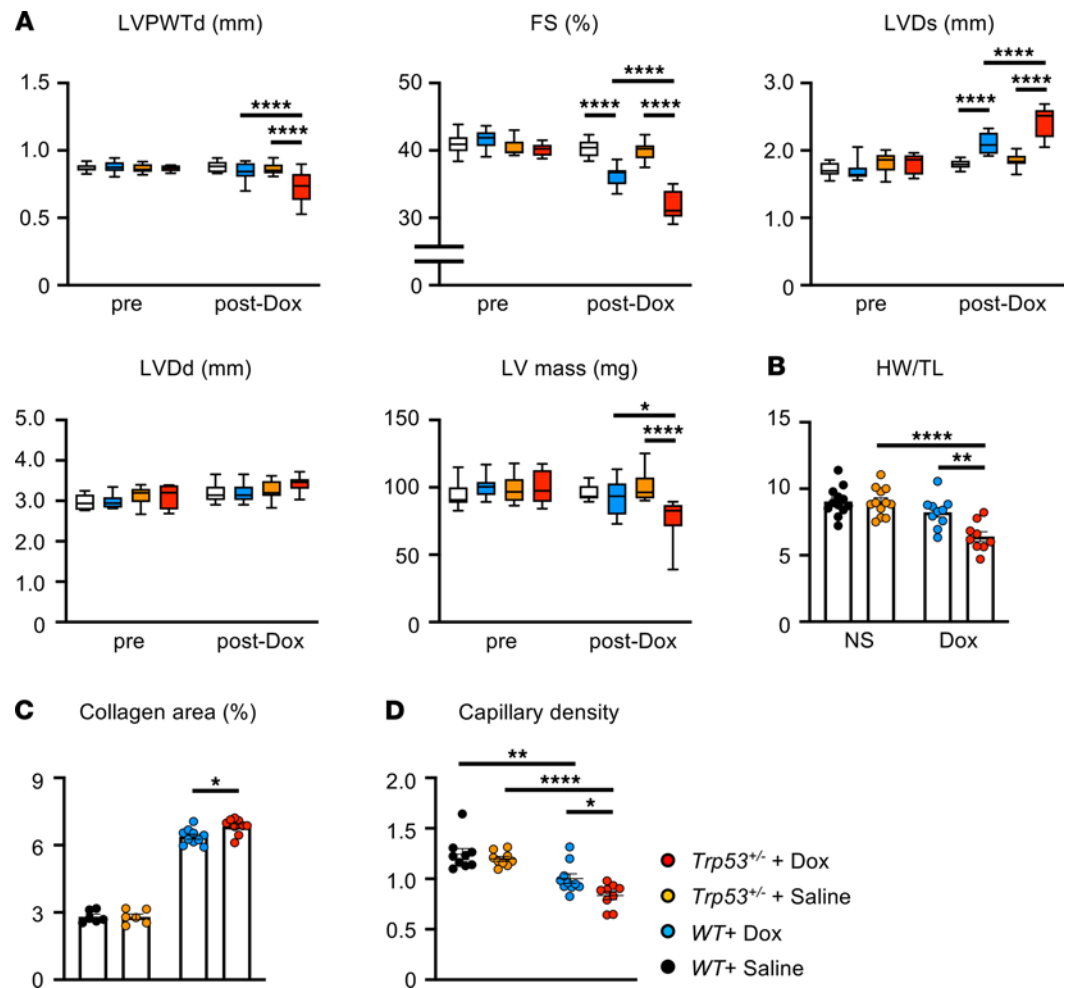 A
LVPWTd (mm)
FS (%)
LVDs (mm)
1.5
1.0
0.5
0
pre
post-Dox
****
****
50
40
30
0
pre
post-Dox
****
****
****
3.0
2.0
1.0
0
pre
post-Dox
****
****
****
LVDd (mm)
LV mass (mg)
B
HW/TL
5.0
4.0
3.0
2.0
1.0
0
pre
post-Dox
150
100
50
0
pre
post-Dox
*
****
15
10
5
0
NS
Dox
****
**
C
Collagen area (%)
D
Capillary density
9
6
3
0
*
2.0
1.5
1.0
0.5
0
**
****
*
Trp53+/- + Dox
Trp53+/- + Saline
WT+ Dox
WT+ Saline